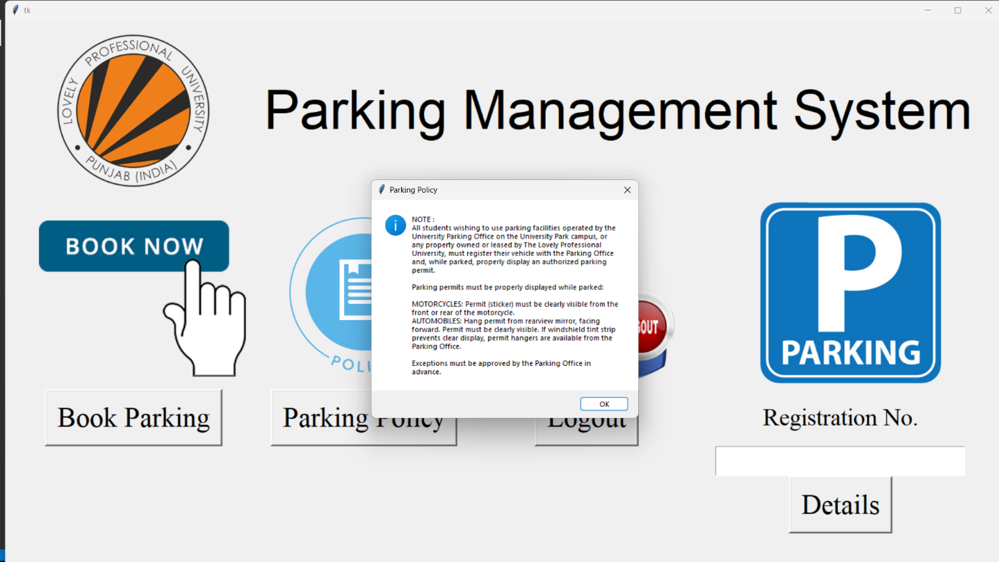 tk
LOVELY PROFESSIONAL UNIVERSITY
PUNJAB (INDIA)
Parking Management System
BOOK NOW
Parking Policy
NOTE :
All students wishing to use parking facilities operated by the
University Parking Office on the University Park campus, or
any property owned or leased by The Lovely Professional
University, must register their vehicle with the Parking Office
and, while parked, properly display an authorized parking
permit.
Parking permits must be properly displayed while parked:
MOTORCYCLES: Permit (sticker) must be clearly visible from the
front or rear of the motorcycle.
AUTOMOBILES: Hang permit from rearview mirror, facing
forward. Permit must be clearly visible. If windshield tint strip
prevents clear display, permit hangers are available from the
Parking Office.
Exceptions must be approved by the Parking Office in
advance.
OK
POLI
OUT
P
PARKING
Book Parking
Parking Policy
Logout
Registration No.
Details